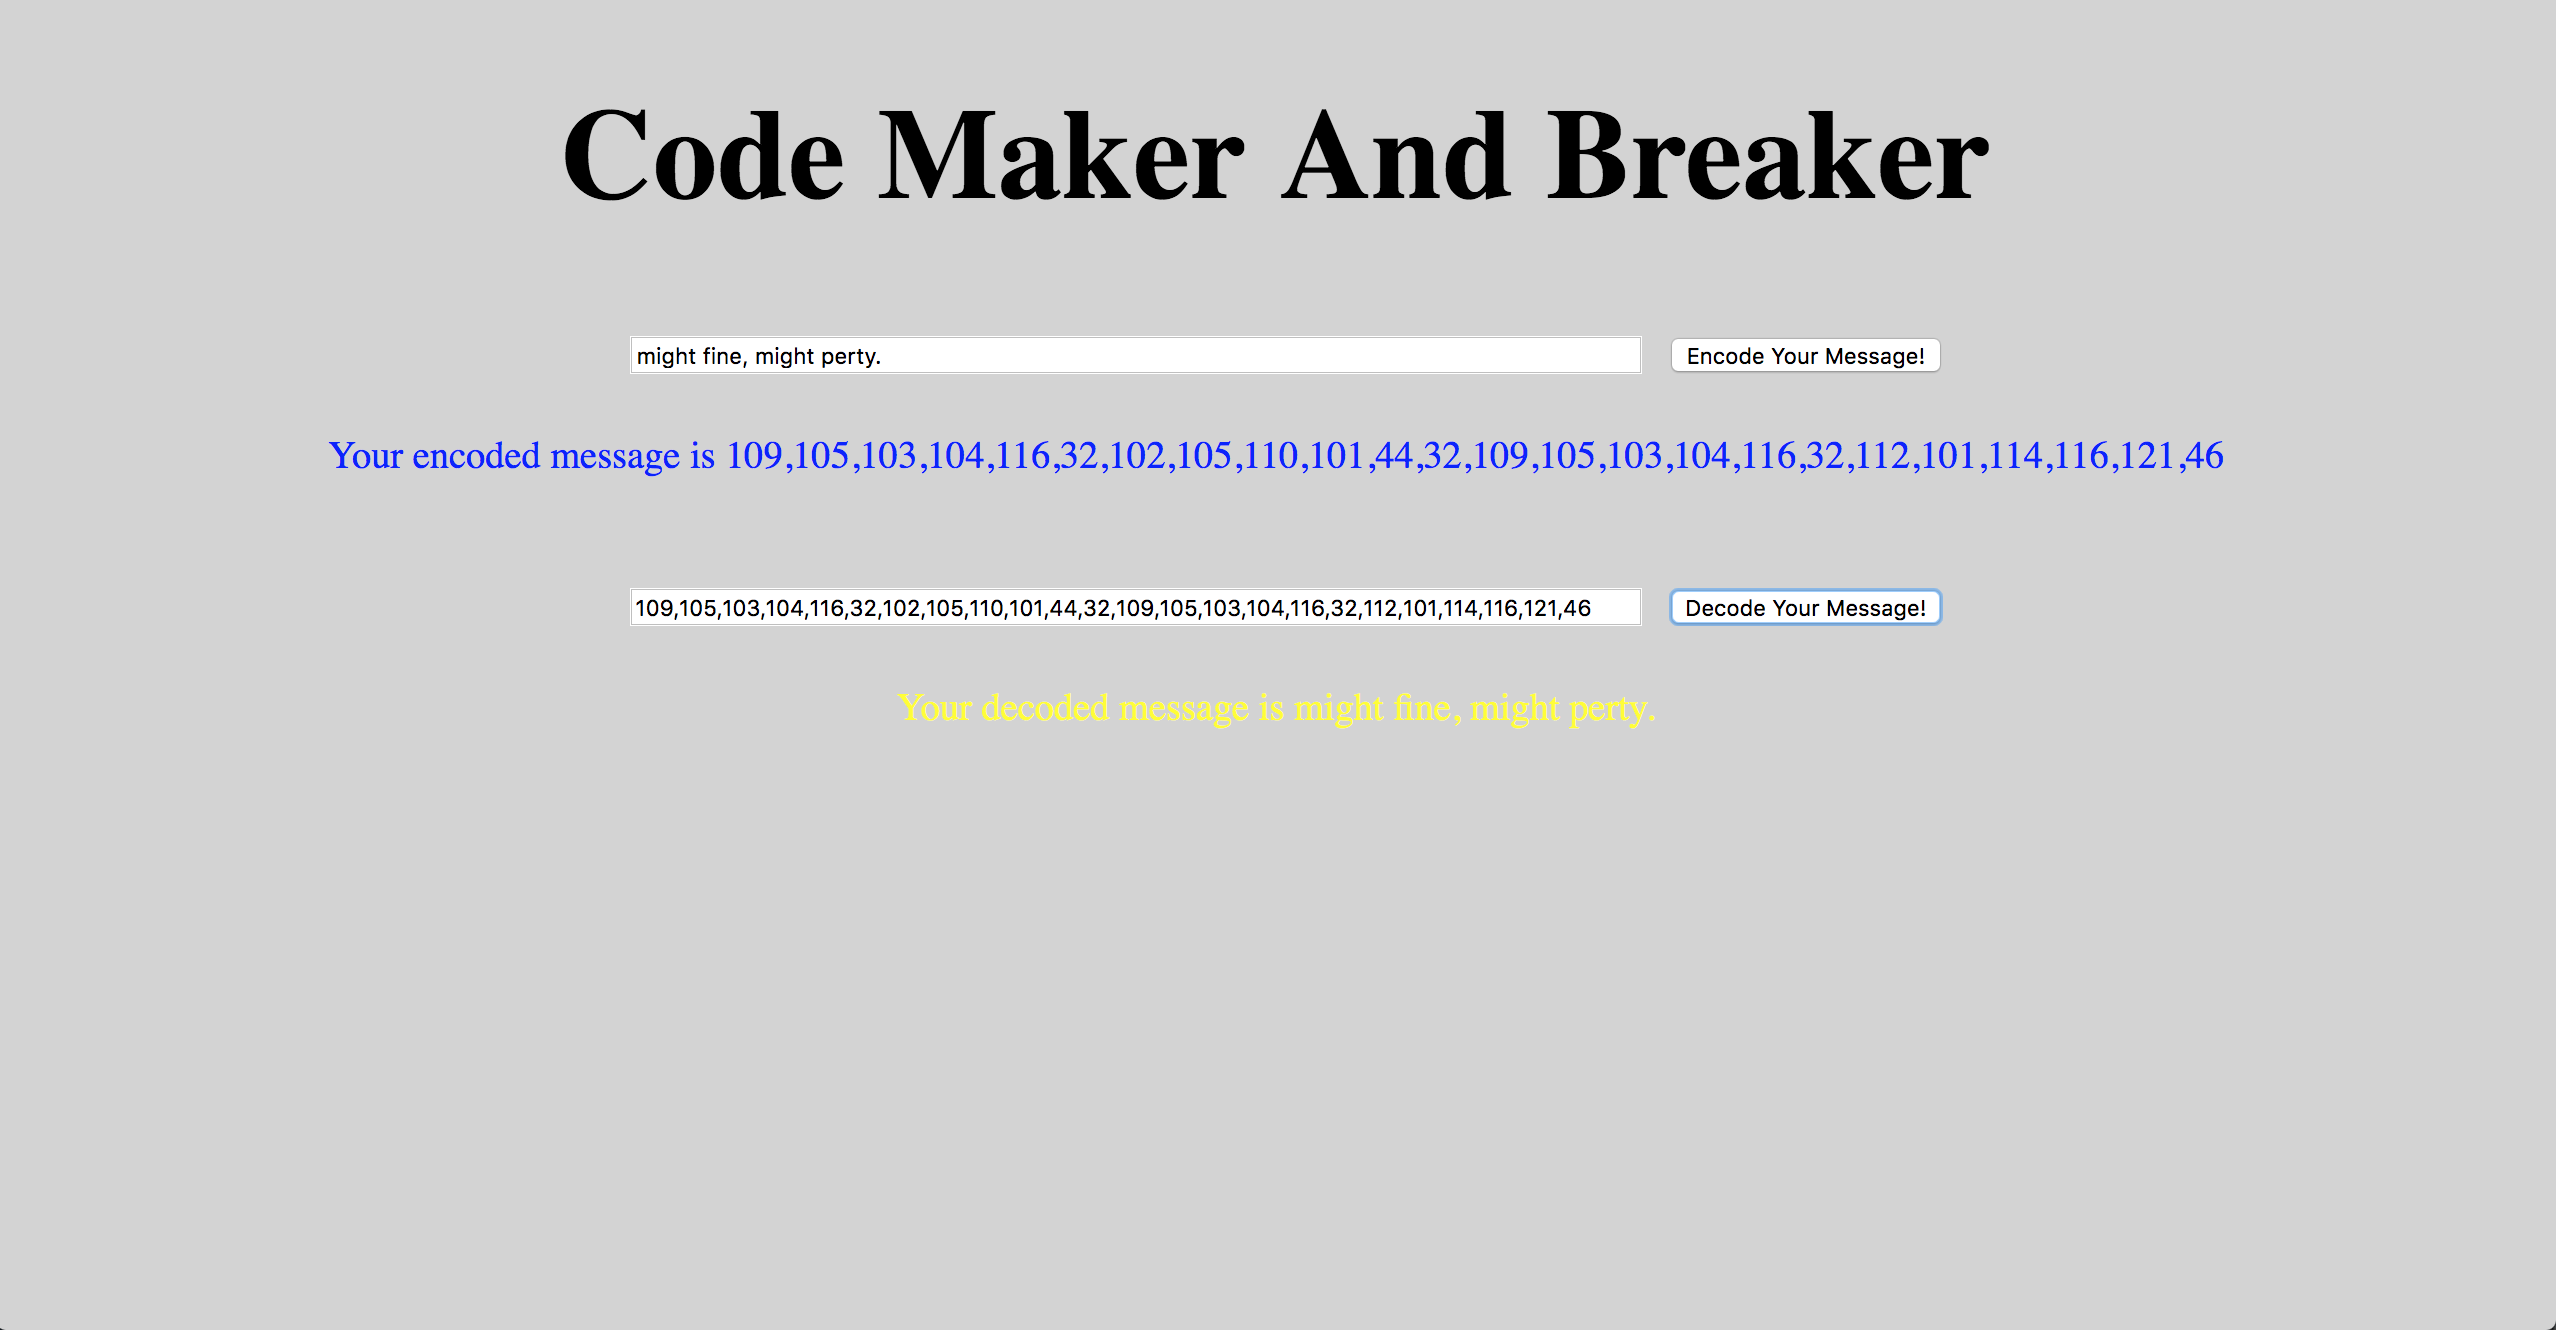 Code Maker And Breaker
might fine, might perty.
Encode Your Message!
Your encoded message is 109,105,103,104,116,32,102,105,110,101,44,32,109,105,103,104,116,32,112,101,114,116,121,46
109,105,103,104,116,32,102,105,110,101,44,32,109,105,103,104,116,32,112,101,114,116,121,46
Decode Your Message!
Your decoded message is might fine, might perty.